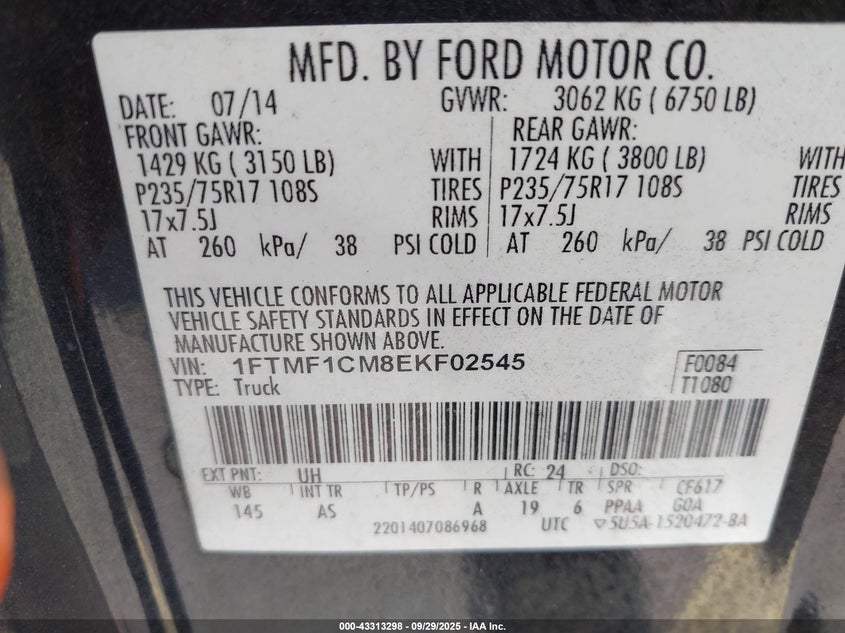 MFD. BY FORD MOTOR CO.
DATE: 07/14 GVWR: 3062 KG ( 6750 LB)
FRONT GAWR: REAR GAWR:
1429 KG ( 3150 LB) WITH 1724 KG ( 3800 LB) WITH
P235/75R17 108S TIRES P235/75R17 108S TIRES
17x7.5J RIMS 17x7.5J RIMS
AT 260 kPa/ 38 PSI COLD AT 260 kPa/ 38 PSI COLD
THIS VEHICLE CONFORMS TO ALL APPLICABLE FEDERAL MOTOR
VEHICLE SAFETY STANDARDS IN EFFECT ON THE DATE OF
MANUFACTURE SHOWN ABOVE.
VIN: 1FTMF1CM8EKF02545 F0084
TYPE: Truck T1080
EXT PNT: UH RC: 24 DSO:
WB INT TR TP/PS R AXLE TR SPR CF617
145 AS A 19 6 PPAA GOA
2201407086968 UTC ▽5U5A-1520472-BA
000-43313298 - 09/29/2025 - IAA Inc.